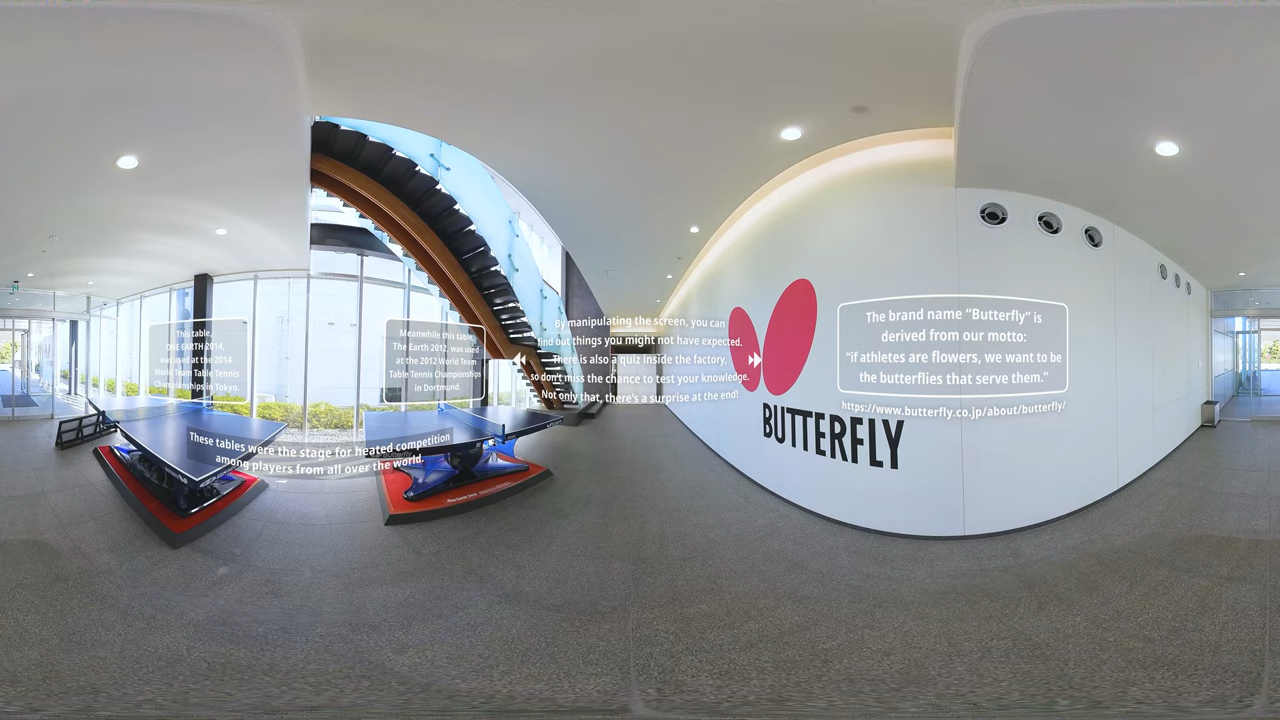 This table,
ONE EARTH 2014,
was used at the 2014
World Team Table Tennis
Championships in Tokyo.
Meanwhile this table,
The Earth 2012, was used
at the 2012 World Team
Table Tennis Championships
in Dortmund.
These tables were the stage for heated competition
among players from all over the world.
By manipulating the screen, you can
find out things you might not have expected.
There is also a quiz inside the factory,
so don't miss the chance to test your knowledge.
Not only that, there's a surprise at the end!
BUTTERFLY
The brand name “Butterfly” is
derived from our motto:
“if athletes are flowers, we want to be
the butterflies that serve them.”
https://www.butterfly.co.jp/about/butterfly/